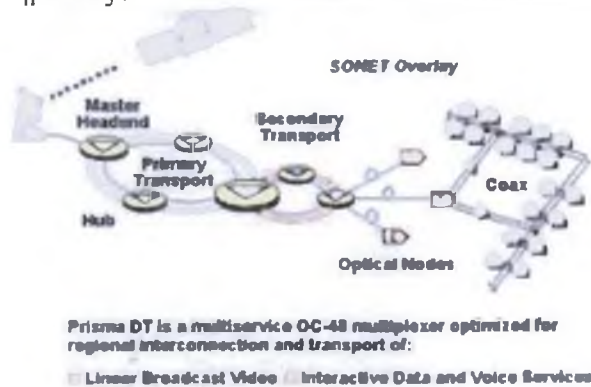 SONET Overlay
Master
Headend
Secondary
Transport
Primary
Transport
Hub
Coax
Optical Nodes
Prisma DT is a multiservice OC-48 multiplexer optimized for
regional interconnection and transport of:
Linear Broadcast Video Interactive Data and Voice Services